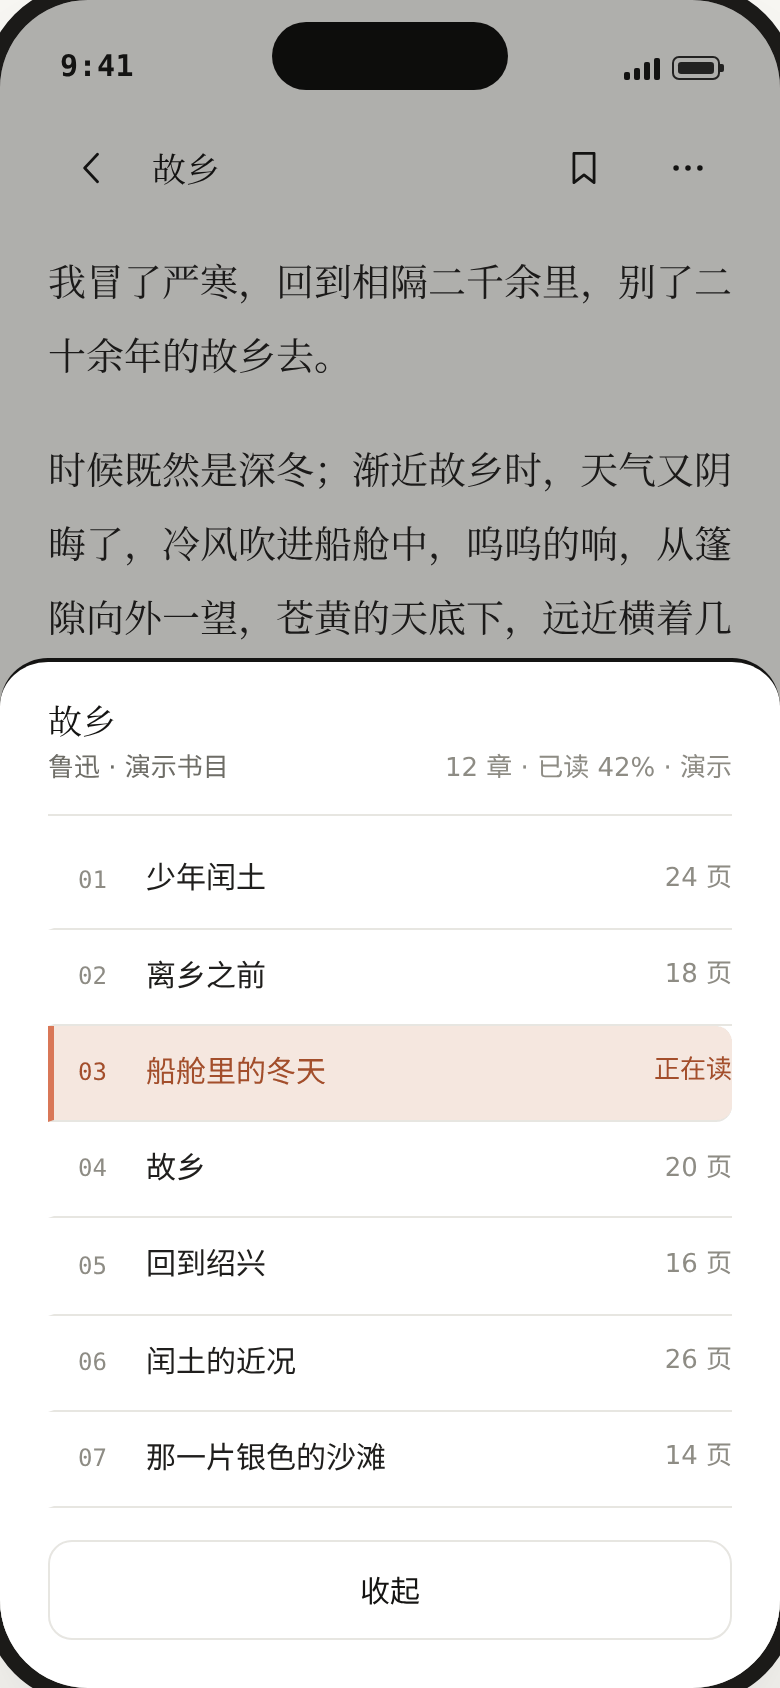 9:41
故乡
我冒了严寒，回到相隔二千余里，别了二
十余年的故乡去。
时候既然是深冬；渐近故乡时，天气又阴
晦了，冷风吹进船舱中，呜呜的响，从篷
隙向外一望，苍黄的天底下，远近横着几
故乡
鲁迅 · 演示书目 12 章 · 已读 42% · 演示
01 少年闰土 24 页
02 离乡之前 18 页
03 船舱里的冬天 正在读
04 故乡 20 页
05 回到绍兴 16 页
06 闰土的近况 26 页
07 那一片银色的沙滩 14 页
收起